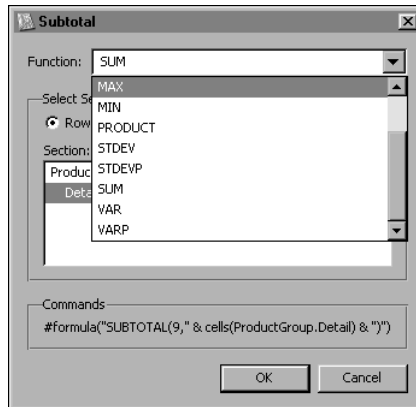 Subtotal
Function: SUM
MAX
MIN
PRODUCT
STDEV
STDEVP
SUM
VAR
VARP
Select Se
Row
Section:
Produc
Deta
Commands
#formula("SUBTOTAL(9," & cells(ProductGroup.Detail) & ")")
OK Cancel